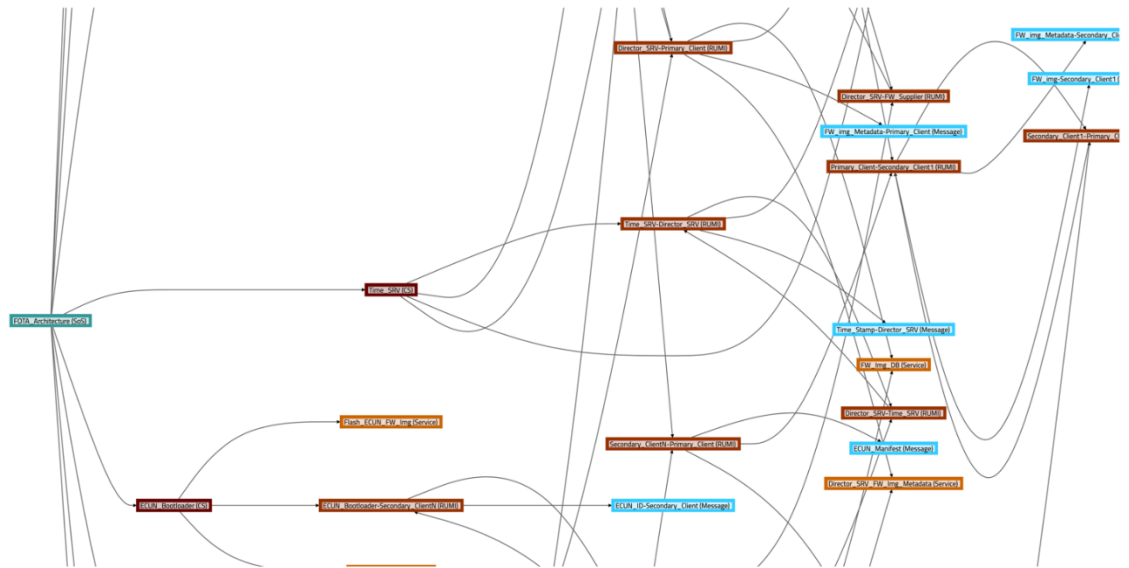 FW_img_Metadata-Secondary_Cli
Director_SRV-Primary_Client (RUMI)
FW_img-Secondary_Client1 (
Director_SRV-FW_Supplier (RUMI)
FW_img_Metadata-Primary_Client (Message)
Secondary_Client1-Primary_Cl
Primary_Client-Secondary_Client1 (RUMI)
Time_SRV-Director_SRV (RUMI)
Time_SRV (CS)
FOTA_Architecture (SoS)
Time_Stamp-Director_SRV (Message)
FW_Img_DB (Service)
Director_SRV-Time_SRV (RUMI)
Flash_ECUN_FW_Img (Service)
Secondary_ClientN-Primary_Client (RUMI)
ECUN_Manifest (Message)
Director_SRV_FW_Img_Metadata (Service)
ECUN_Bootloader (CS)
ECUN_Bootloader-Secondary_ClientN (RUMI)
ECUN_ID-Secondary_Client (Message)